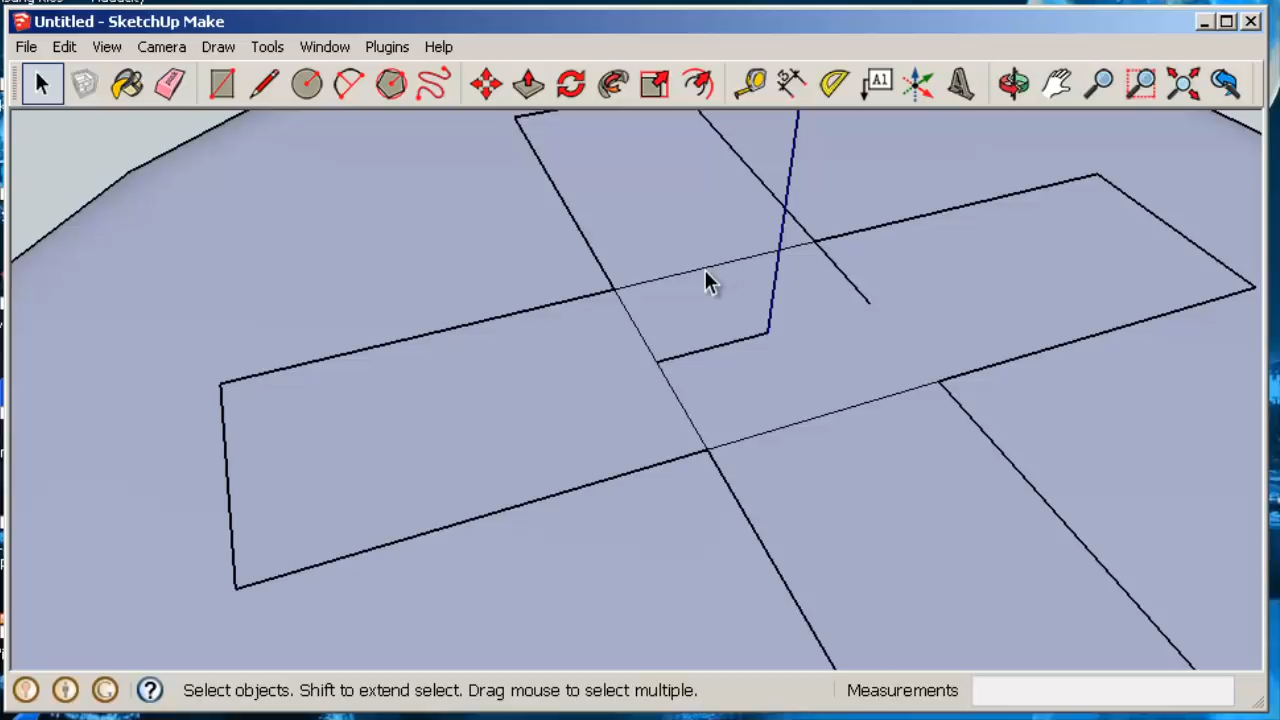 Untitled - SketchUp Make
File Edit View Camera Draw Tools Window Plugins Help
A1
Select objects. Shift to extend select. Drag mouse to select multiple. Measurements